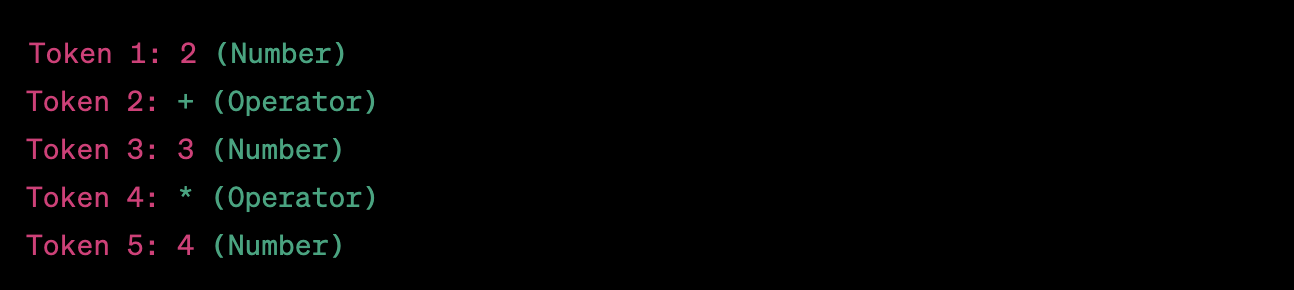 Token 1: 2 (Number)
Token 2: + (Operator)
Token 3: 3 (Number)
Token 4: * (Operator)
Token 5: 4 (Number)